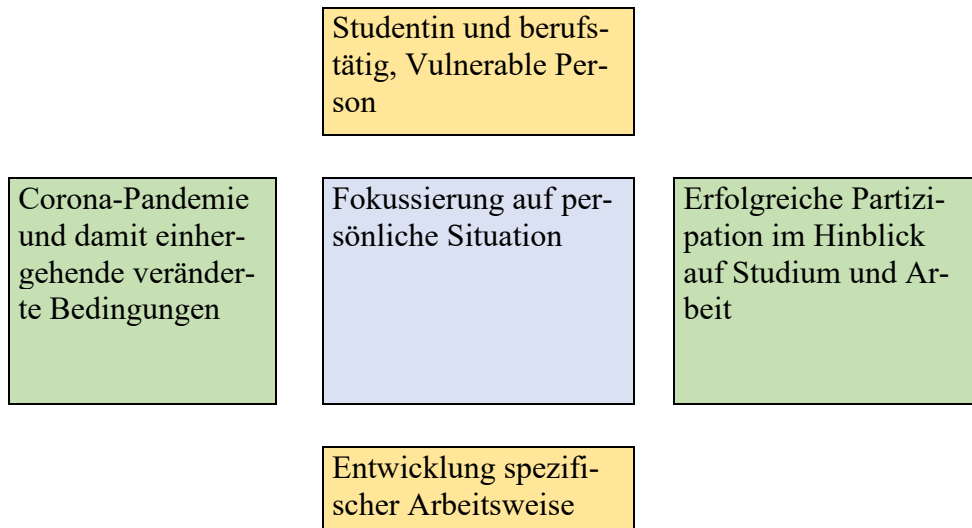 Studentin und berufs-
tätig, Vulnerable Per-
son
Corona-Pandemie
und damit einher-
gehende veränder-
te Bedingungen
Fokussierung auf per-
sönliche Situation
Erfolgreiche Partizi-
pation im Hinblick
auf Studium und Ar-
beit
Entwicklung spezifi-
scher Arbeitsweise